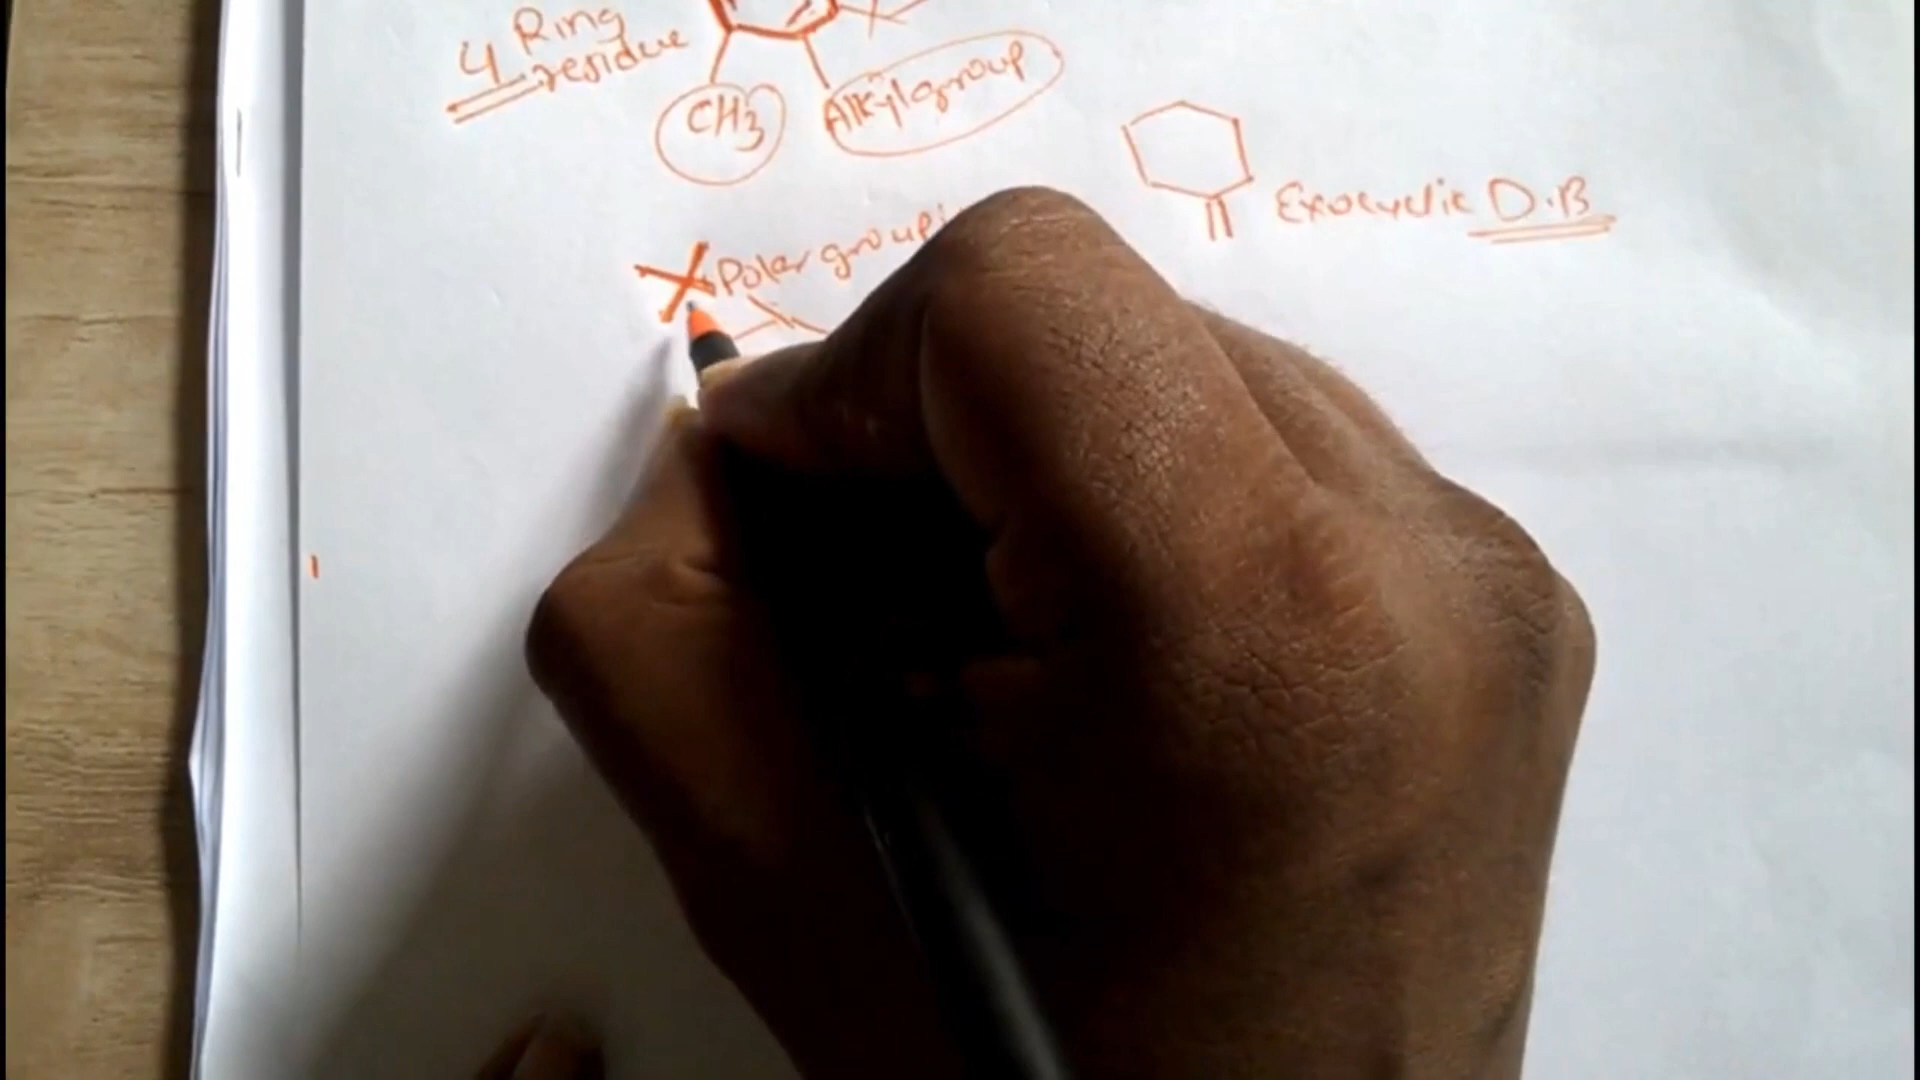 4 Ring
residue
CH3
Alkyl group
Exocyclic D.B
X Polar group